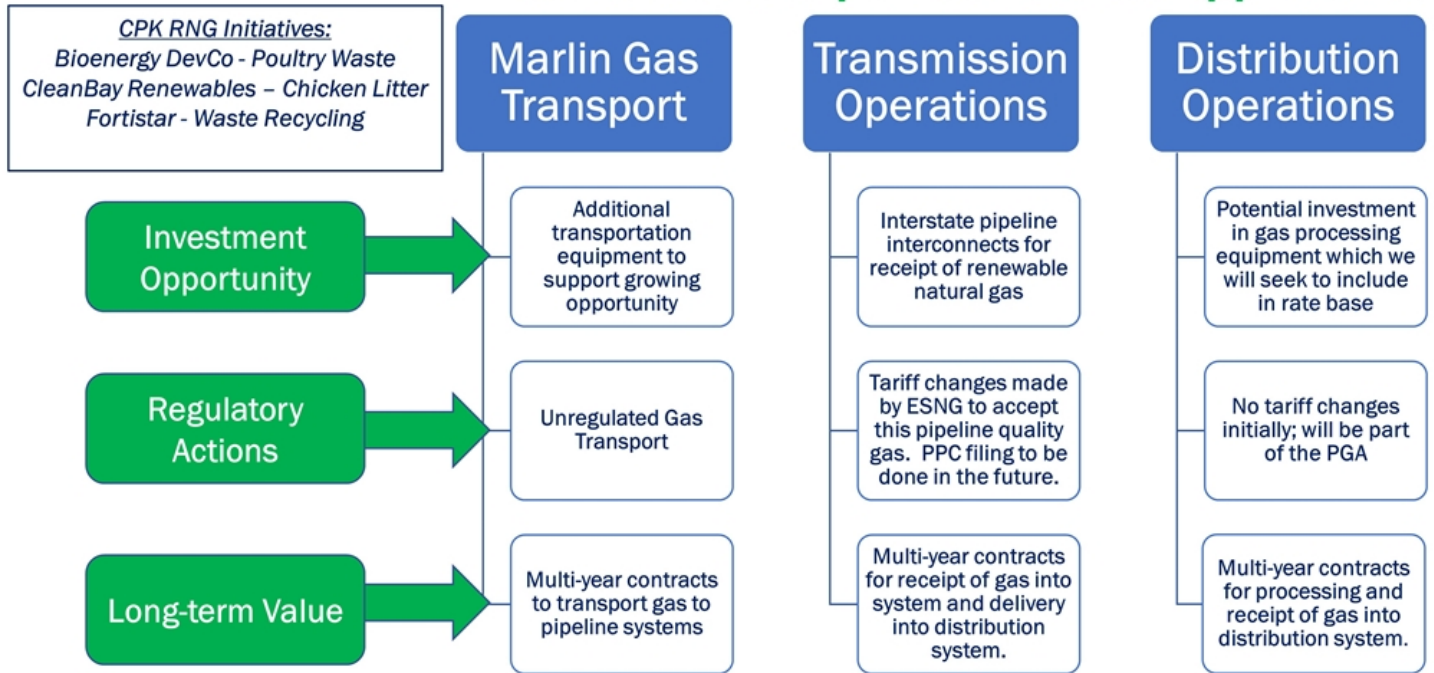 CPK RNG Initiatives:
Bioenergy DevCo - Poultry Waste
CleanBay Renewables – Chicken Litter
Fortistar - Waste Recycling
Marlin Gas
Transport
Transmission
Operations
Distribution
Operations
Investment
Opportunity
Additional
transportation
equipment to
support growing
opportunity
Interstate pipeline
interconnects for
receipt of renewable
natural gas
Potential investment
in gas processing
equipment which we
will seek to include
in rate base
Regulatory
Actions
Unregulated Gas
Transport
Tariff changes made
by ESNG to accept
this pipeline quality
gas.  PPC filing to be
done in the future.
No tariff changes
initially; will be part
of the PGA
Long-term Value
Multi-year contracts
to transport gas to
pipeline systems
Multi-year contracts
for receipt of gas into
system and delivery
into distribution
system.
Multi-year contracts
for processing and
receipt of gas into
distribution system.